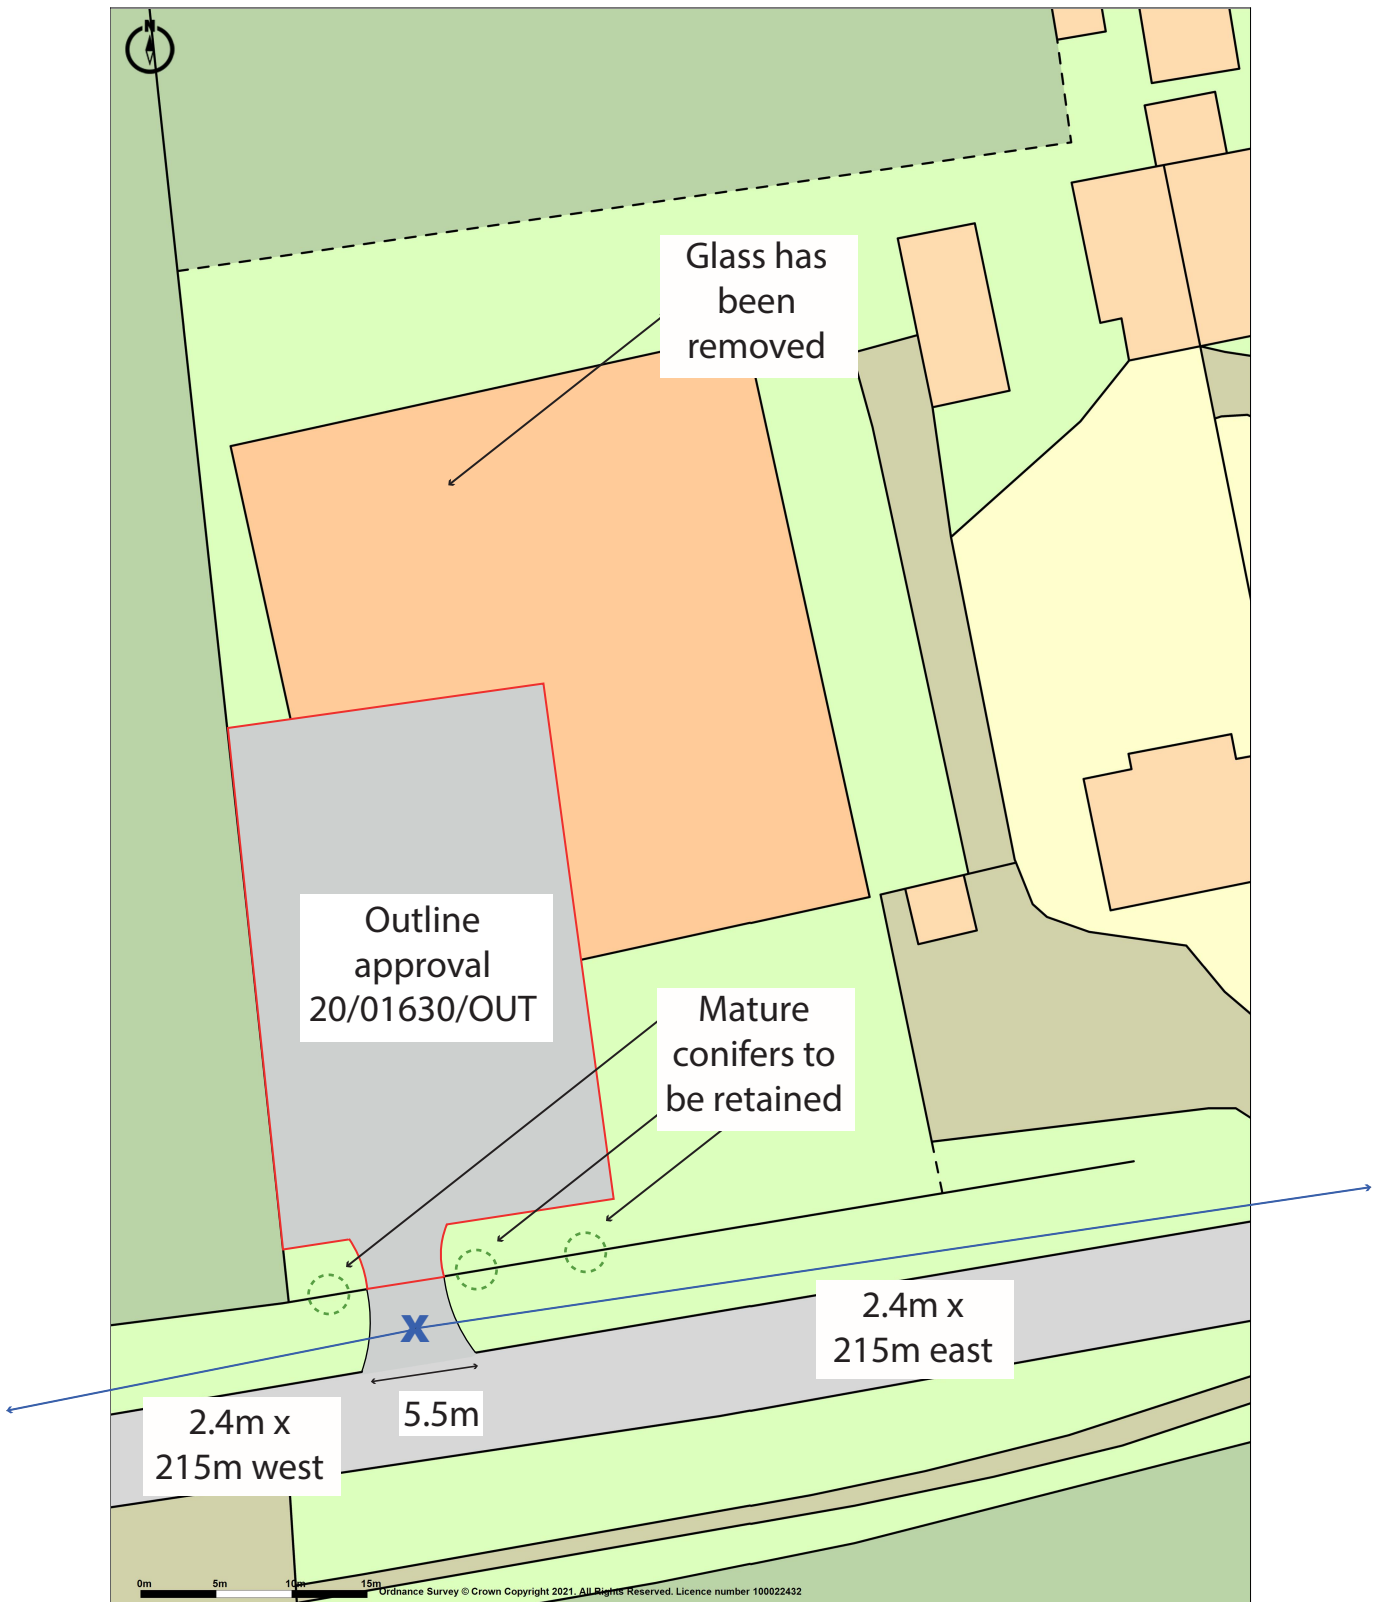 N
Glass has
been
removed
Outline
approval
20/01630/OUT
Mature
conifers to
be retained
X
2.4m x
215m east
5.5m
2.4m x
215m west
0m 5m 10m 15m
Ordnance Survey © Crown Copyright 2021. All Rights Reserved. Licence number 100022432